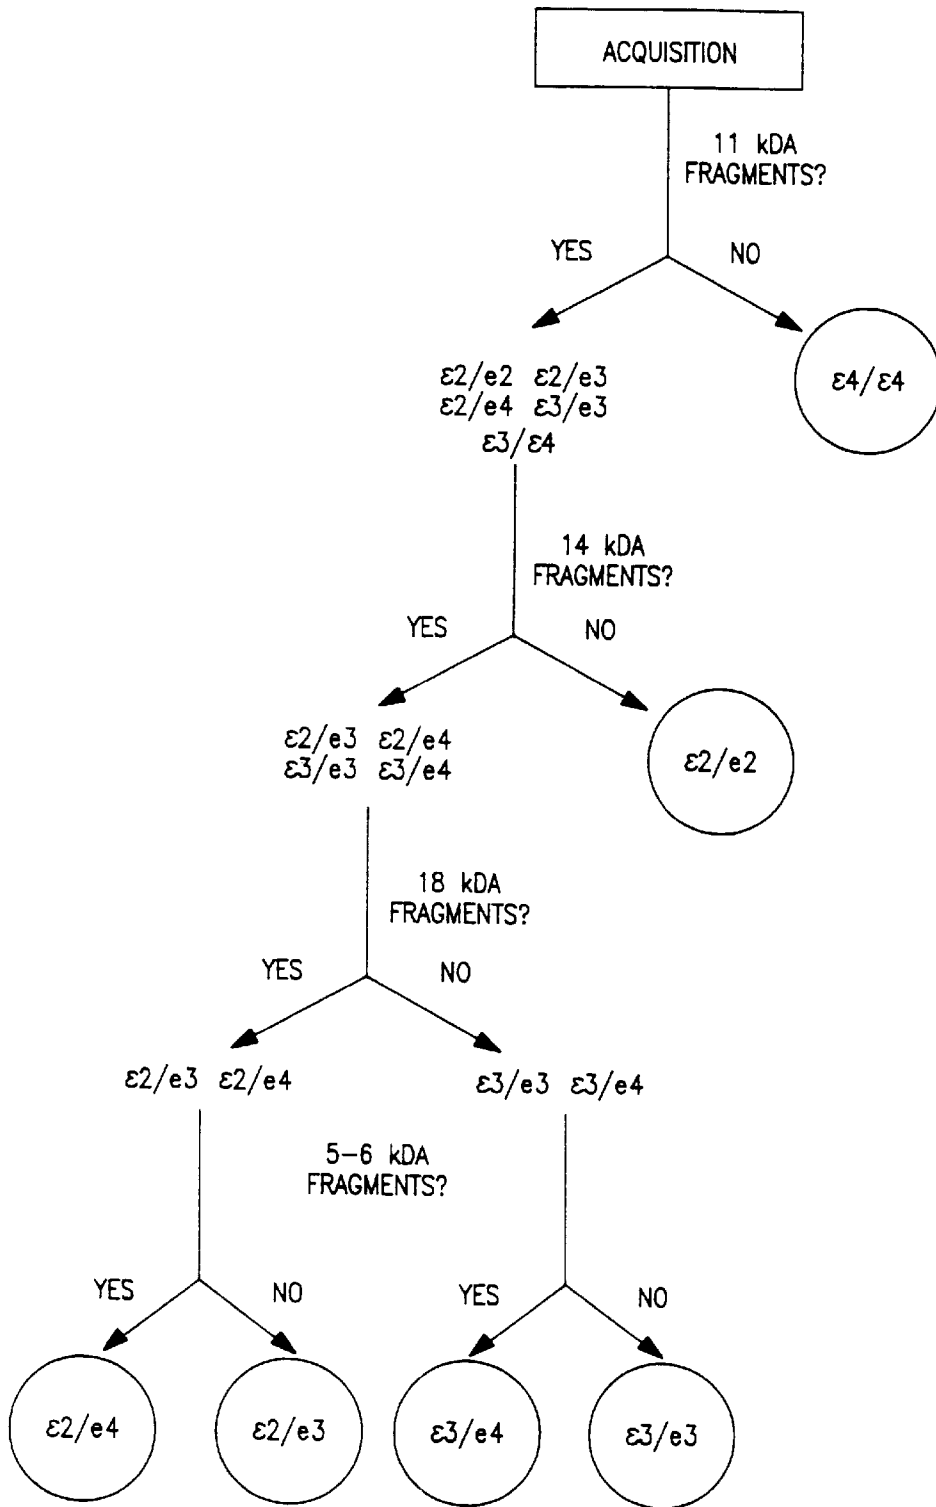 ACQUISITION
11 kDA
FRAGMENTS?
YES NO
ε2/e2 ε2/e3
ε2/e4 ε3/e3
ε3/ε4
ε4/ε4
14 kDA
FRAGMENTS?
YES NO
ε2/e3 ε2/e4
ε3/e3 ε3/e4
ε2/e2
18 kDA
FRAGMENTS?
YES NO
ε2/e3 ε2/e4
ε3/e3 ε3/e4
5-6 kDA
FRAGMENTS?
YES NO
YES NO
ε2/e4
ε2/e3
ε3/e4
ε3/e3